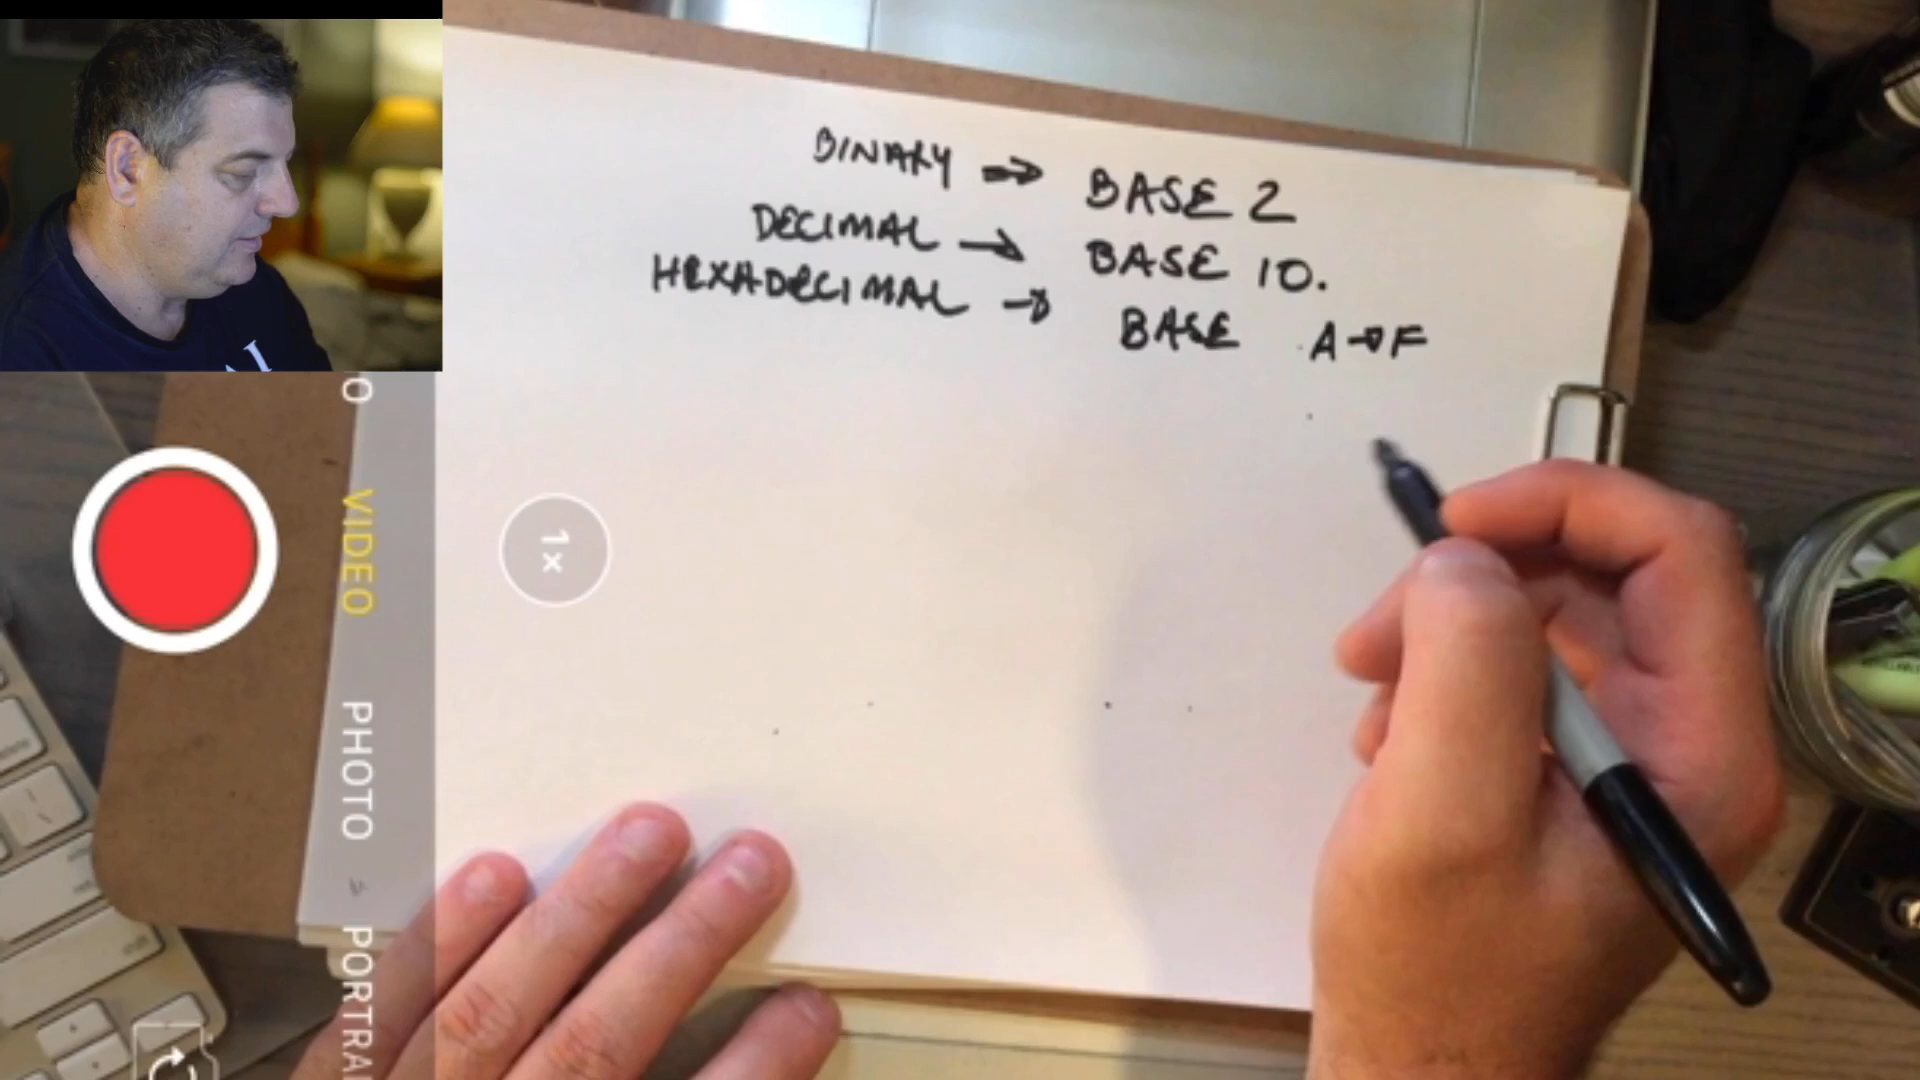 BINARY → BASE 2
DECIMAL → BASE 10.
HEXADECIMAL → BASE A → F
VIDEO
PHOTO
1x